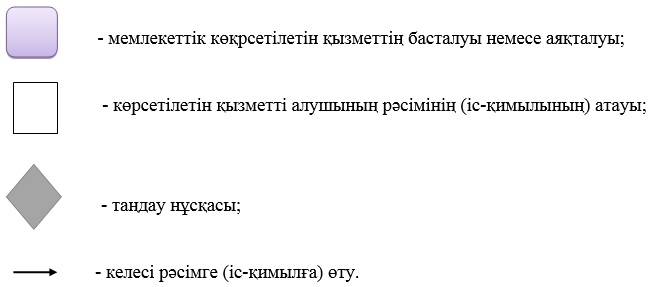 - мемлекеттік көқрсетілетін қызметтің басталуы немесе аяқталуы;
- көрсетілетін қызметті алушының рәсімінің (іс-қимылының) атауы;
- таңдау нұсқасы;
- келесі рәсімге (іс-қимылға) өту.